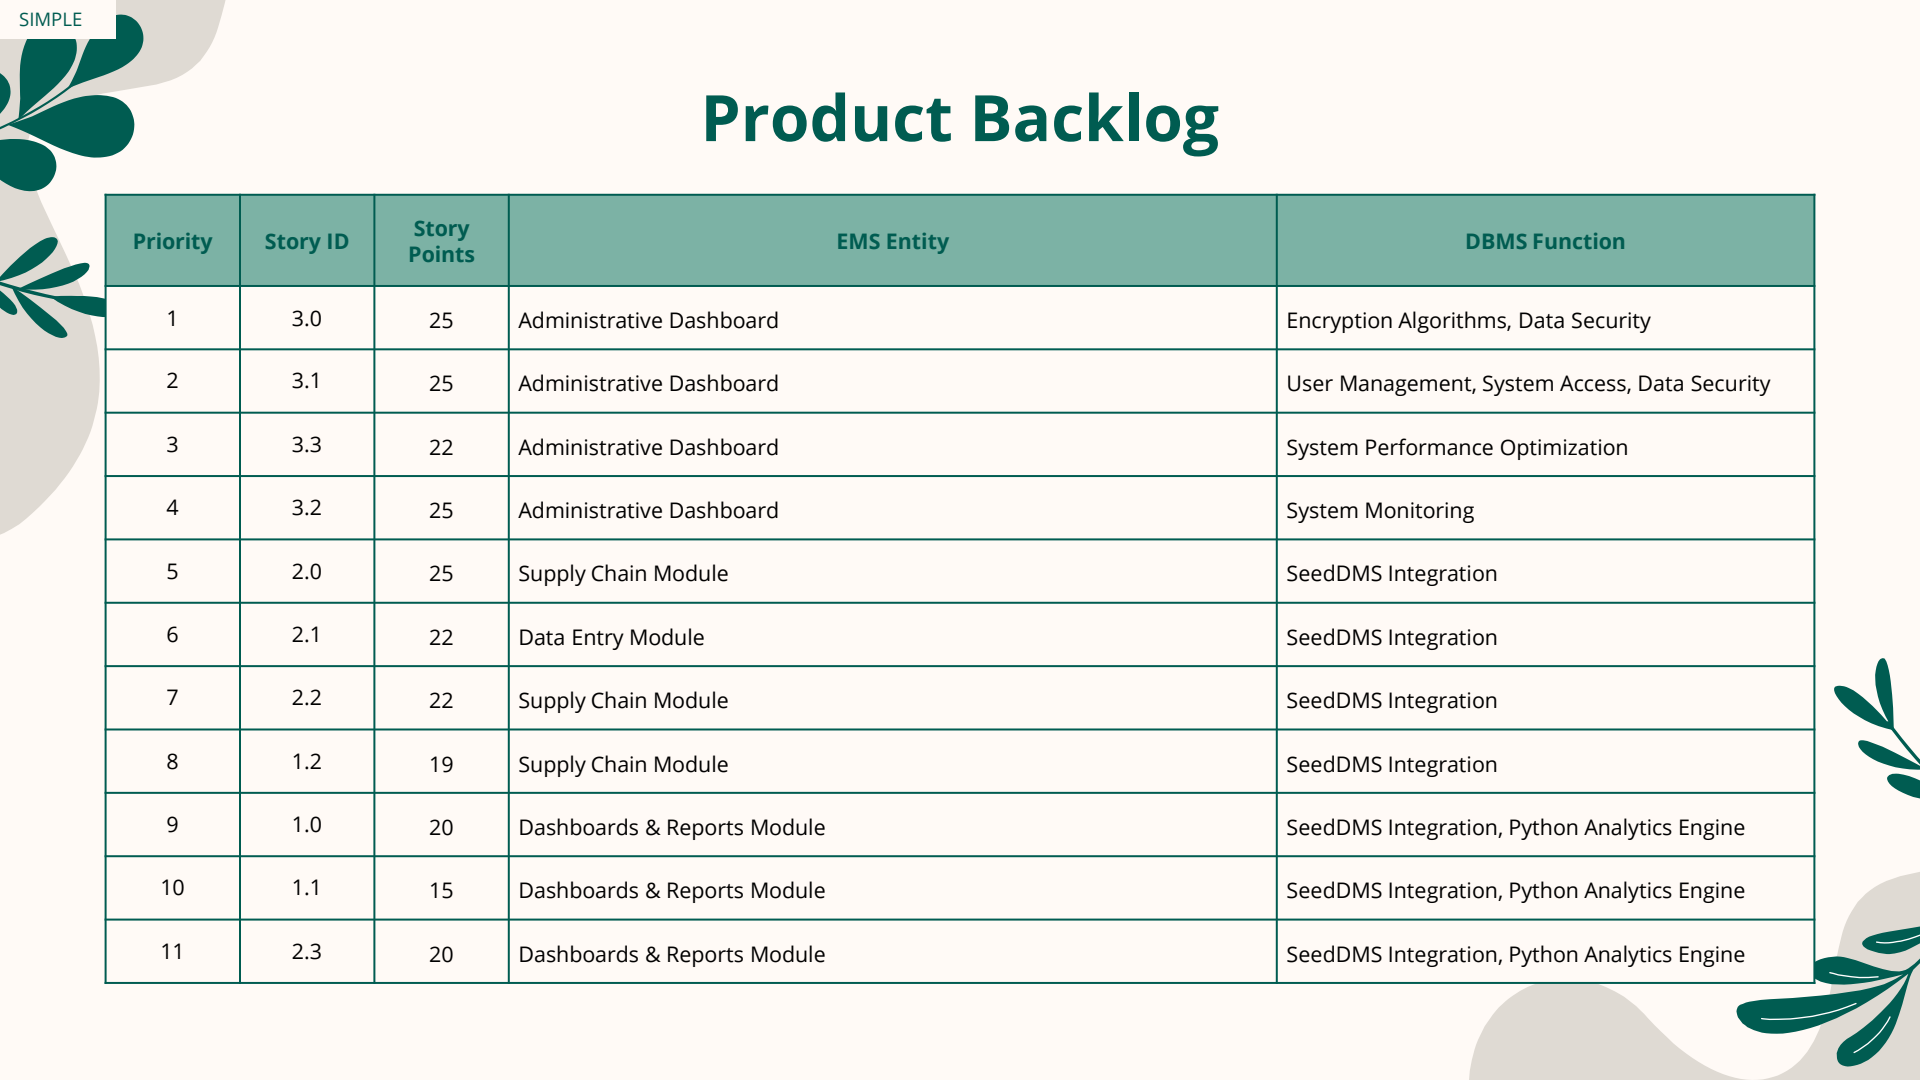 SIMPLE
Product Backlog
Priority Story ID Story Points EMS Entity DBMS Function
1 3.0 25 Administrative Dashboard Encryption Algorithms, Data Security
2 3.1 25 Administrative Dashboard User Management, System Access, Data Security
3 3.3 22 Administrative Dashboard System Performance Optimization
4 3.2 25 Administrative Dashboard System Monitoring
5 2.0 25 Supply Chain Module SeedDMS Integration
6 2.1 22 Data Entry Module SeedDMS Integration
7 2.2 22 Supply Chain Module SeedDMS Integration
8 1.2 19 Supply Chain Module SeedDMS Integration
9 1.0 20 Dashboards & Reports Module SeedDMS Integration, Python Analytics Engine
10 1.1 15 Dashboards & Reports Module SeedDMS Integration, Python Analytics Engine
11 2.3 20 Dashboards & Reports Module SeedDMS Integration, Python Analytics Engine